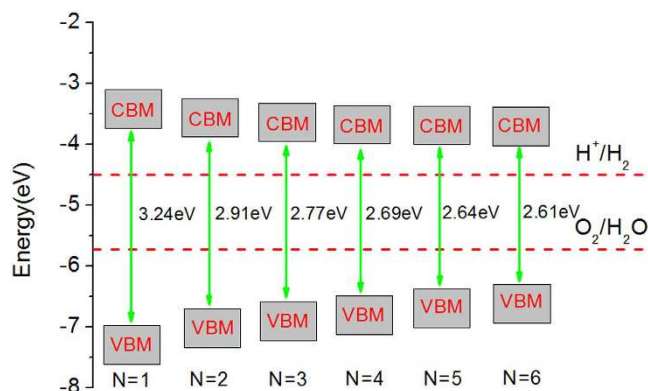 -2
-3
CBM CBM CBM CBM CBM CBM
-4
H⁺/H₂
Energy(eV)
-5
3.24eV 2.91eV 2.77eV 2.69eV 2.64eV 2.61eV
O₂/H₂O
-6
VBM VBM VBM VBM VBM VBM
-7
N=1 N=2 N=3 N=4 N=5 N=6
-8